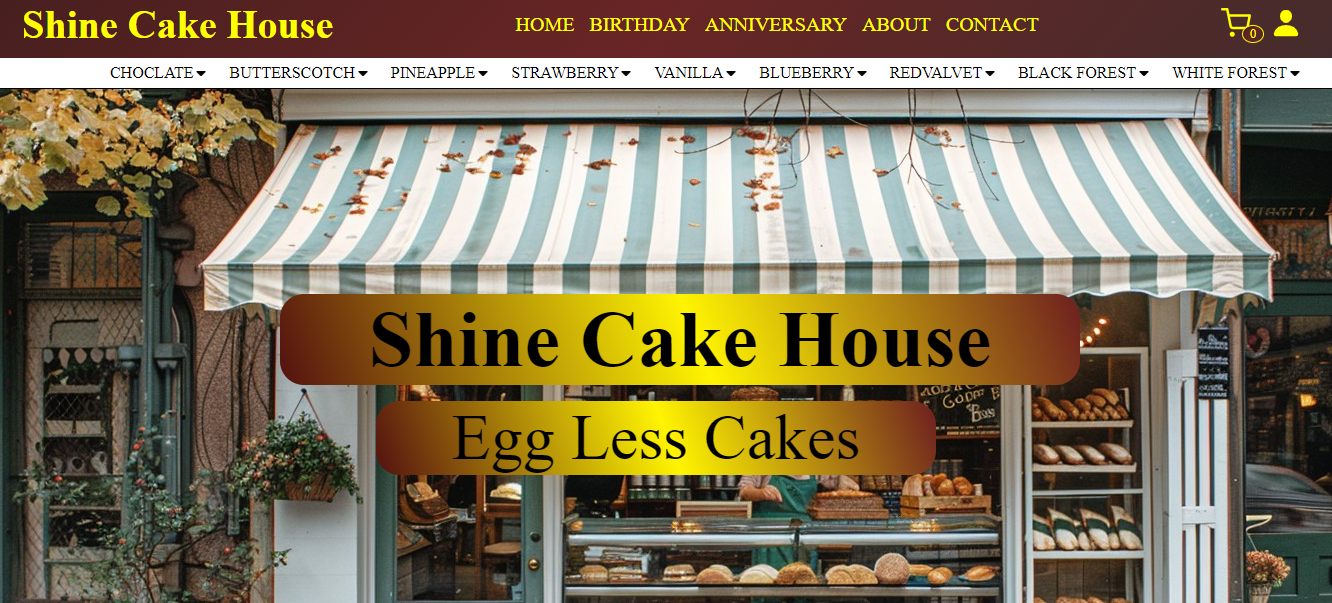 Shine Cake House
HOME BIRTHDAY ANNIVERSARY ABOUT CONTACT
0
CHOCLATE BUTTERSCOTCH PINEAPPLE STRAWBERRY VANILLA BLUEBERRY REDVALVET BLACK FOREST WHITE FOREST
Shine Cake House
Egg Less Cakes